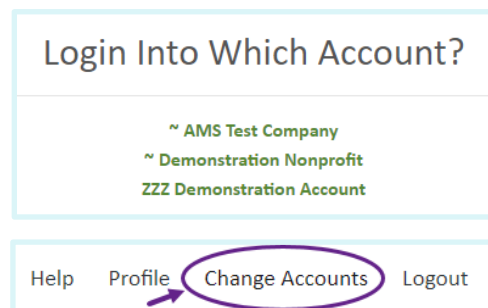 Login Into Which Account?
~ AMS Test Company
~ Demonstration Nonprofit
ZZZ Demonstration Account
Help Profile Change Accounts Logout